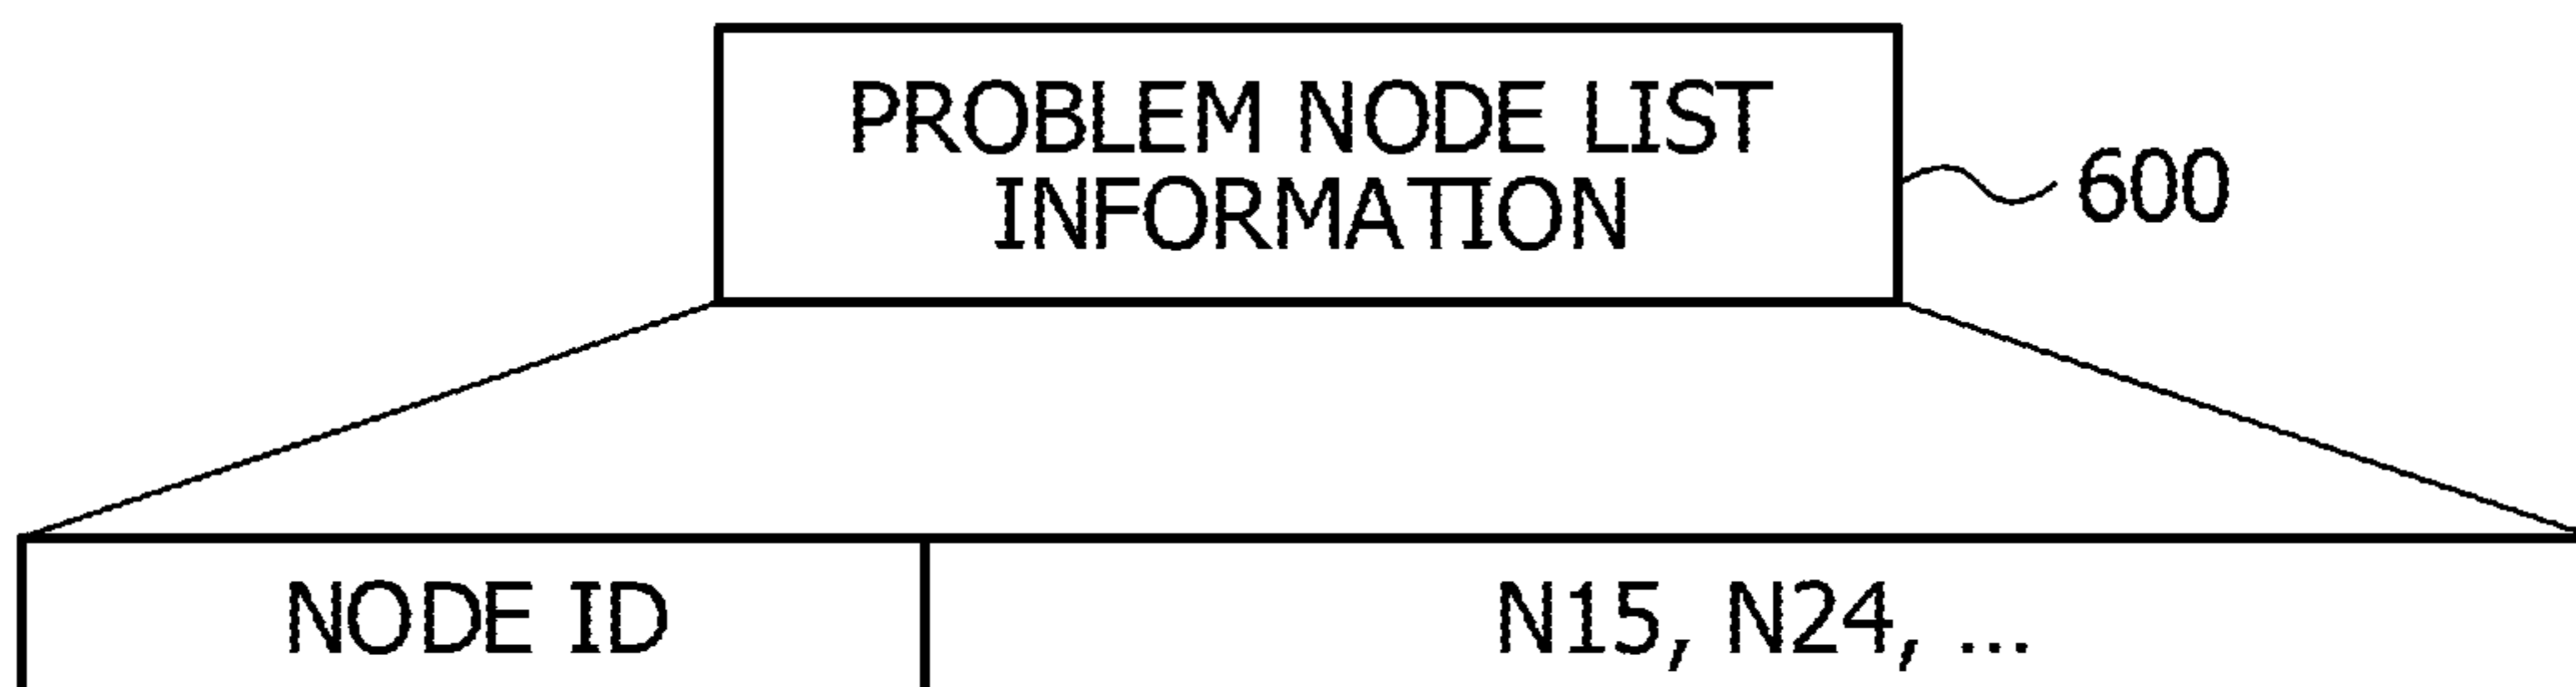 PROBLEM NODE LIST
INFORMATION
600
NODE ID
N15, N24, ...